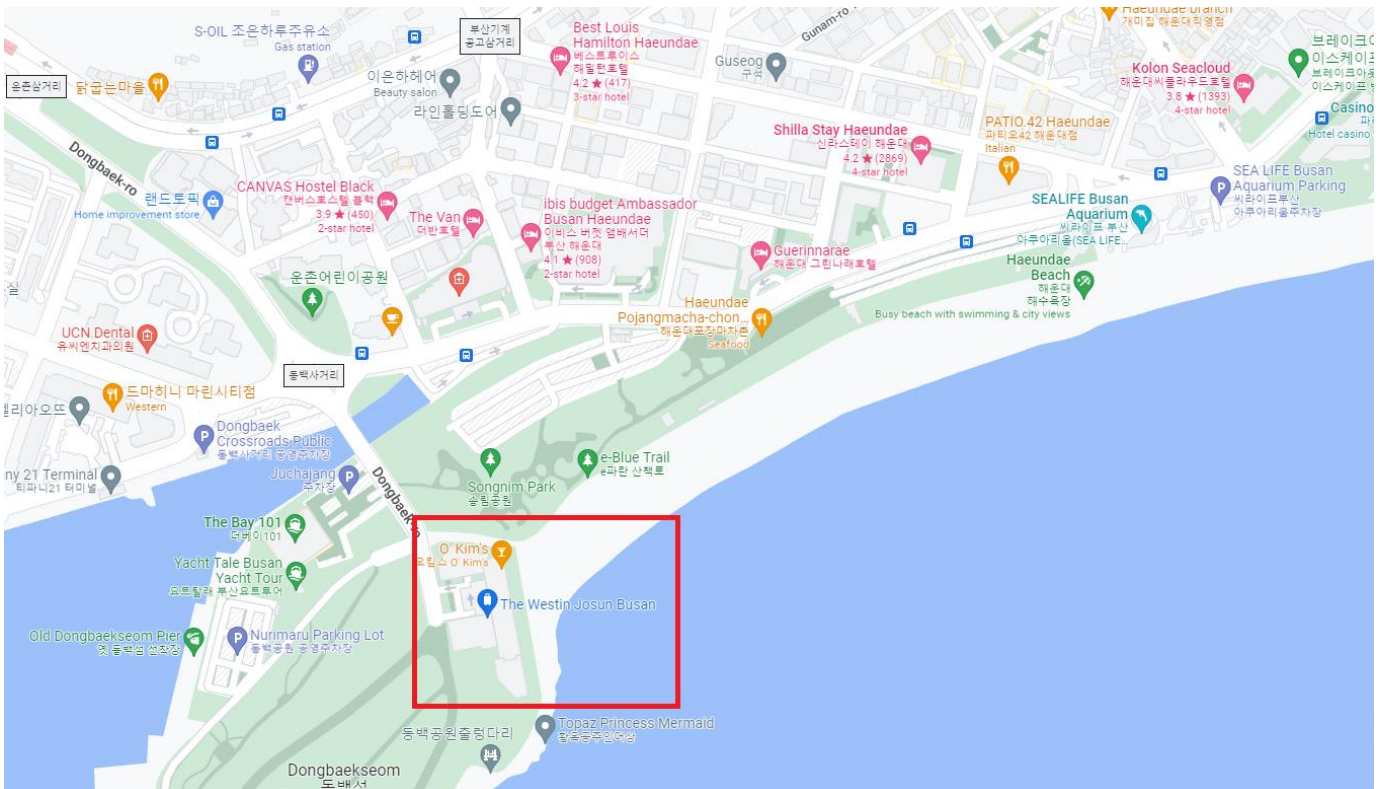 S-OIL 조은하루주유소
Gas station
부산기계
공고삼거리
Best Louis
Hamilton Haeundae
베스트루이스
해밀턴호텔
4.2 ★ (417)
3-star hotel
Gunam-ro
Haeundae branch
개미집 해운대직영점
운촌삼거리
닭굽는마을
이은하헤어
Beauty salon
라인홀딩도어
Guseog
구석
Kolon Seacloud
해운대씨클라우드호텔
3.8 ★ (1393)
4-star hotel
Casino
Hotel casino
Shilla Stay Haeundae
신라스테이 해운대
4.2 ★ (2869)
4-star hotel
PATIO.42 Haeundae
파티오42 해운대점
Italian
Dongbaek-ro
랜드토픽
Home improvement store
CANVAS Hostel Black
캔버스호스텔 블랙
3.9 ★ (450)
2-star hotel
The Van
더반호텔
ibis budget Ambassador
Busan Haeundae
이비스 버젯 앰배서더
부산 해운대
4.1 ★ (908)
2-star hotel
SEA LIFE Busan
Aquarium Parking
씨라이프부산
아쿠아리움주차장
SEALIFE Busan
Aquarium
씨라이프 부산
아쿠아리움(SEA LIFE...
Guerinnarae
해운대 그린나래호텔
Haeundae
Beach
해운대
해수욕장
Busy beach with swimming & city views
운촌어린이공원
Haeundae
Pojangmacha-chon...
해운대포장마차촌
Seafood
UCN Dental
유씨엔치과의원
동백사거리
드마히니 마린시티점
Western
Dongbaek
Crossroads Public
동백사거리 공영주차장
ny 21 Terminal
티파니21 터미널
Juchajang
주차장
Songnim Park
송림공원
e-Blue Trail
e파란 산책로
Dongbaek-ro
The Bay 101
더베이101
Yacht Tale Busan
Yacht Tour
요트탈래 부산요트투어
O' Kim's
오킴스 O' Kim's
The Westin Josun Busan
Old Dongbaekseom Pier
옛 동백섬 선착장
Nurimaru Parking Lot
동백공원 공영주차장
Topaz Princess Mermaid
황옥공주인어상
동백공원출렁다리
Dongbaekseom
동백섬